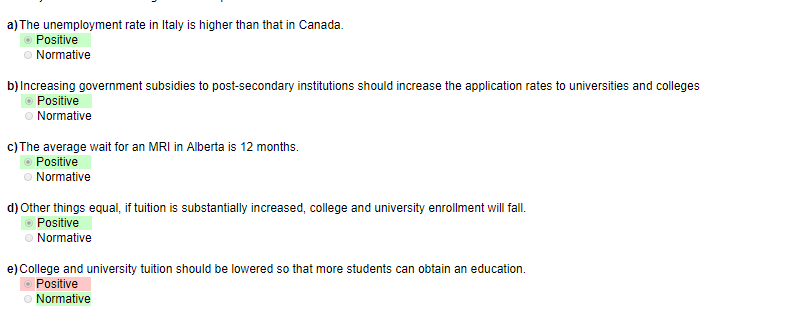 a) The unemployment rate in Italy is higher than that in Canada.
Positive
Normative
b) Increasing government subsidies to post-secondary institutions should increase the application rates to universities and colleges
Positive
Normative
c) The average wait for an MRI in Alberta is 12 months.
Positive
Normative
d) Other things equal, if tuition is substantially increased, college and university enrollment will fall.
Positive
Normative
e) College and university tuition should be lowered so that more students can obtain an education.
Positive
Normative